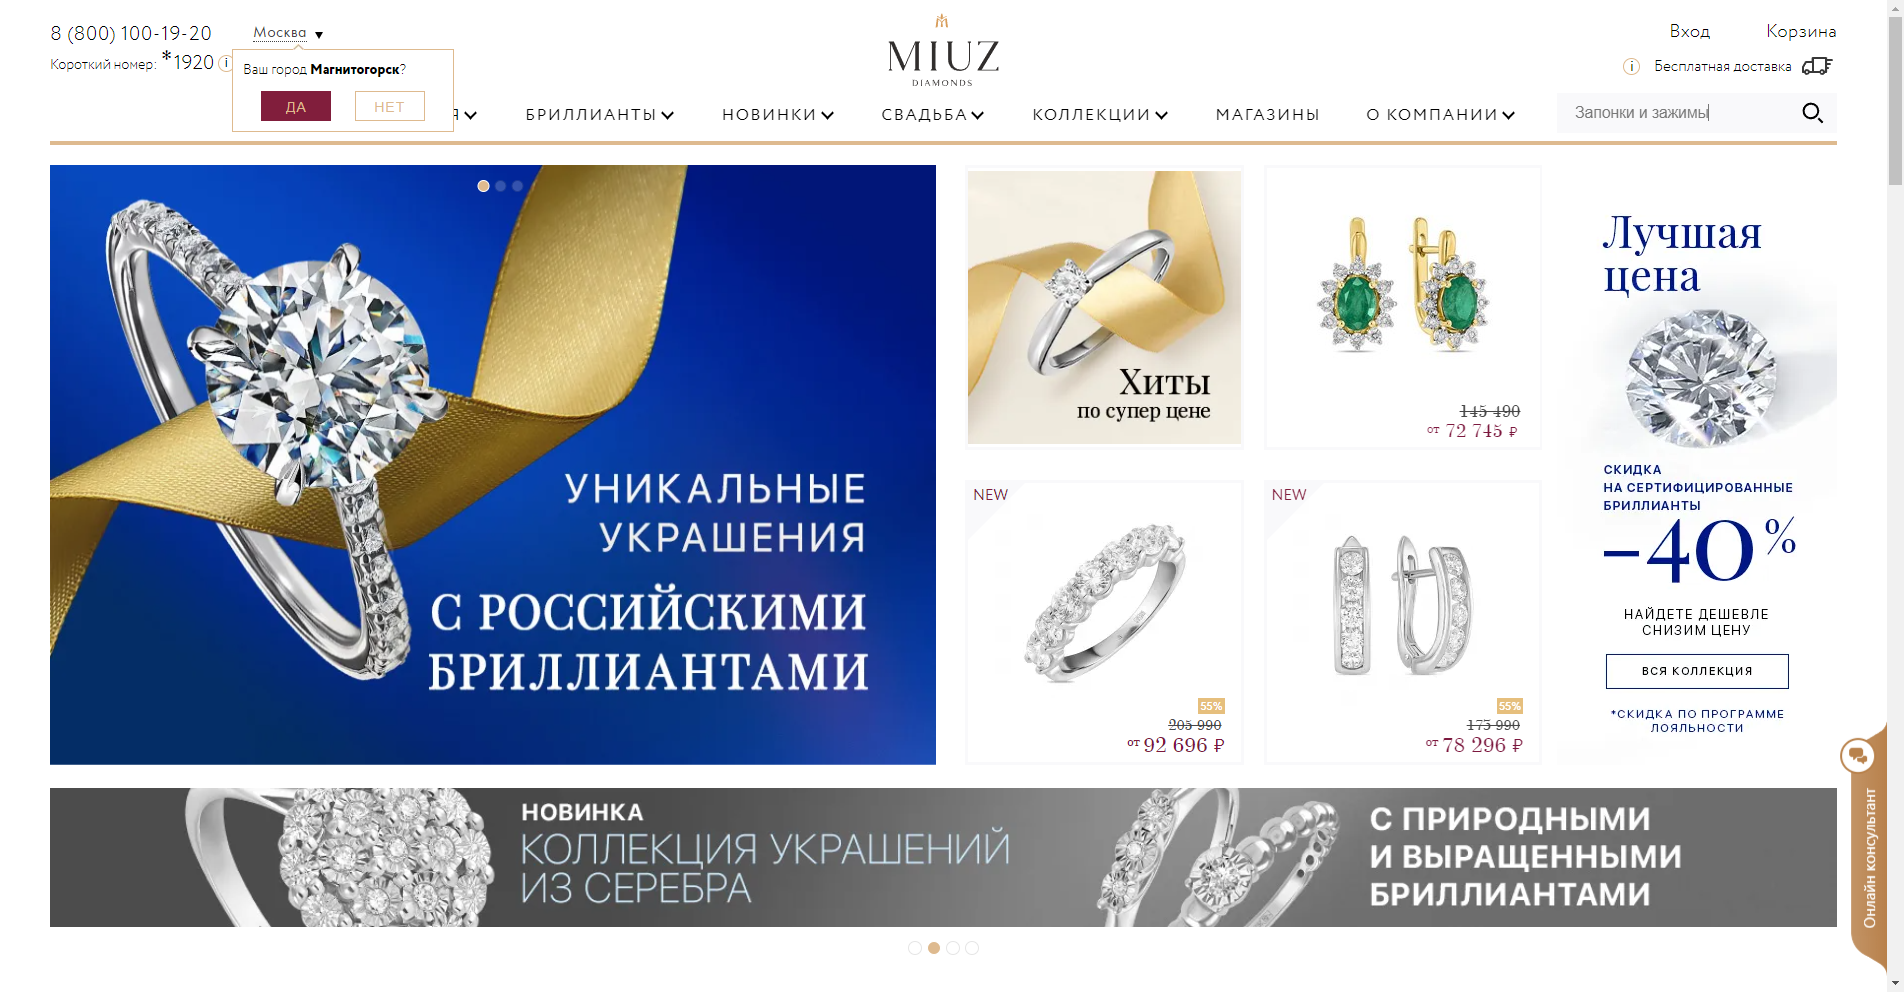 8 (800) 100-19-20
Москва
Короткий номер: *1920
Ваш город Магнитогорск?
ДА
НЕТ
MIUZ
DIAMONDS
Вход
Корзина
Бесплатная доставка
БРИЛЛИАНТЫ
НОВИНКИ
СВАДЬБА
КОЛЛЕКЦИИ
МАГАЗИНЫ
О КОМПАНИИ
Запонки и зажимы
УНИКАЛЬНЫЕ
УКРАШЕНИЯ
С РОССИЙСКИМИ
БРИЛЛИАНТАМИ
Хиты
по супер цене
145 490
от 72 745 ₽
NEW
55%
205 990
от 92 696 ₽
NEW
55%
173 990
от 78 296 ₽
Лучшая
цена
СКИДКА
НА СЕРТИФИЦИРОВАННЫЕ
БРИЛЛИАНТЫ
–40%
НАЙДЕТЕ ДЕШЕВЛЕ
СНИЗИМ ЦЕНУ
ВСЯ КОЛЛЕКЦИЯ
*СКИДКА ПО ПРОГРАММЕ
ЛОЯЛЬНОСТИ
Онлайн консультант
НОВИНКА
КОЛЛЕКЦИЯ УКРАШЕНИЙ
ИЗ СЕРЕБРА
С ПРИРОДНЫМИ
И ВЫРАЩЕННЫМИ
БРИЛЛИАНТАМИ